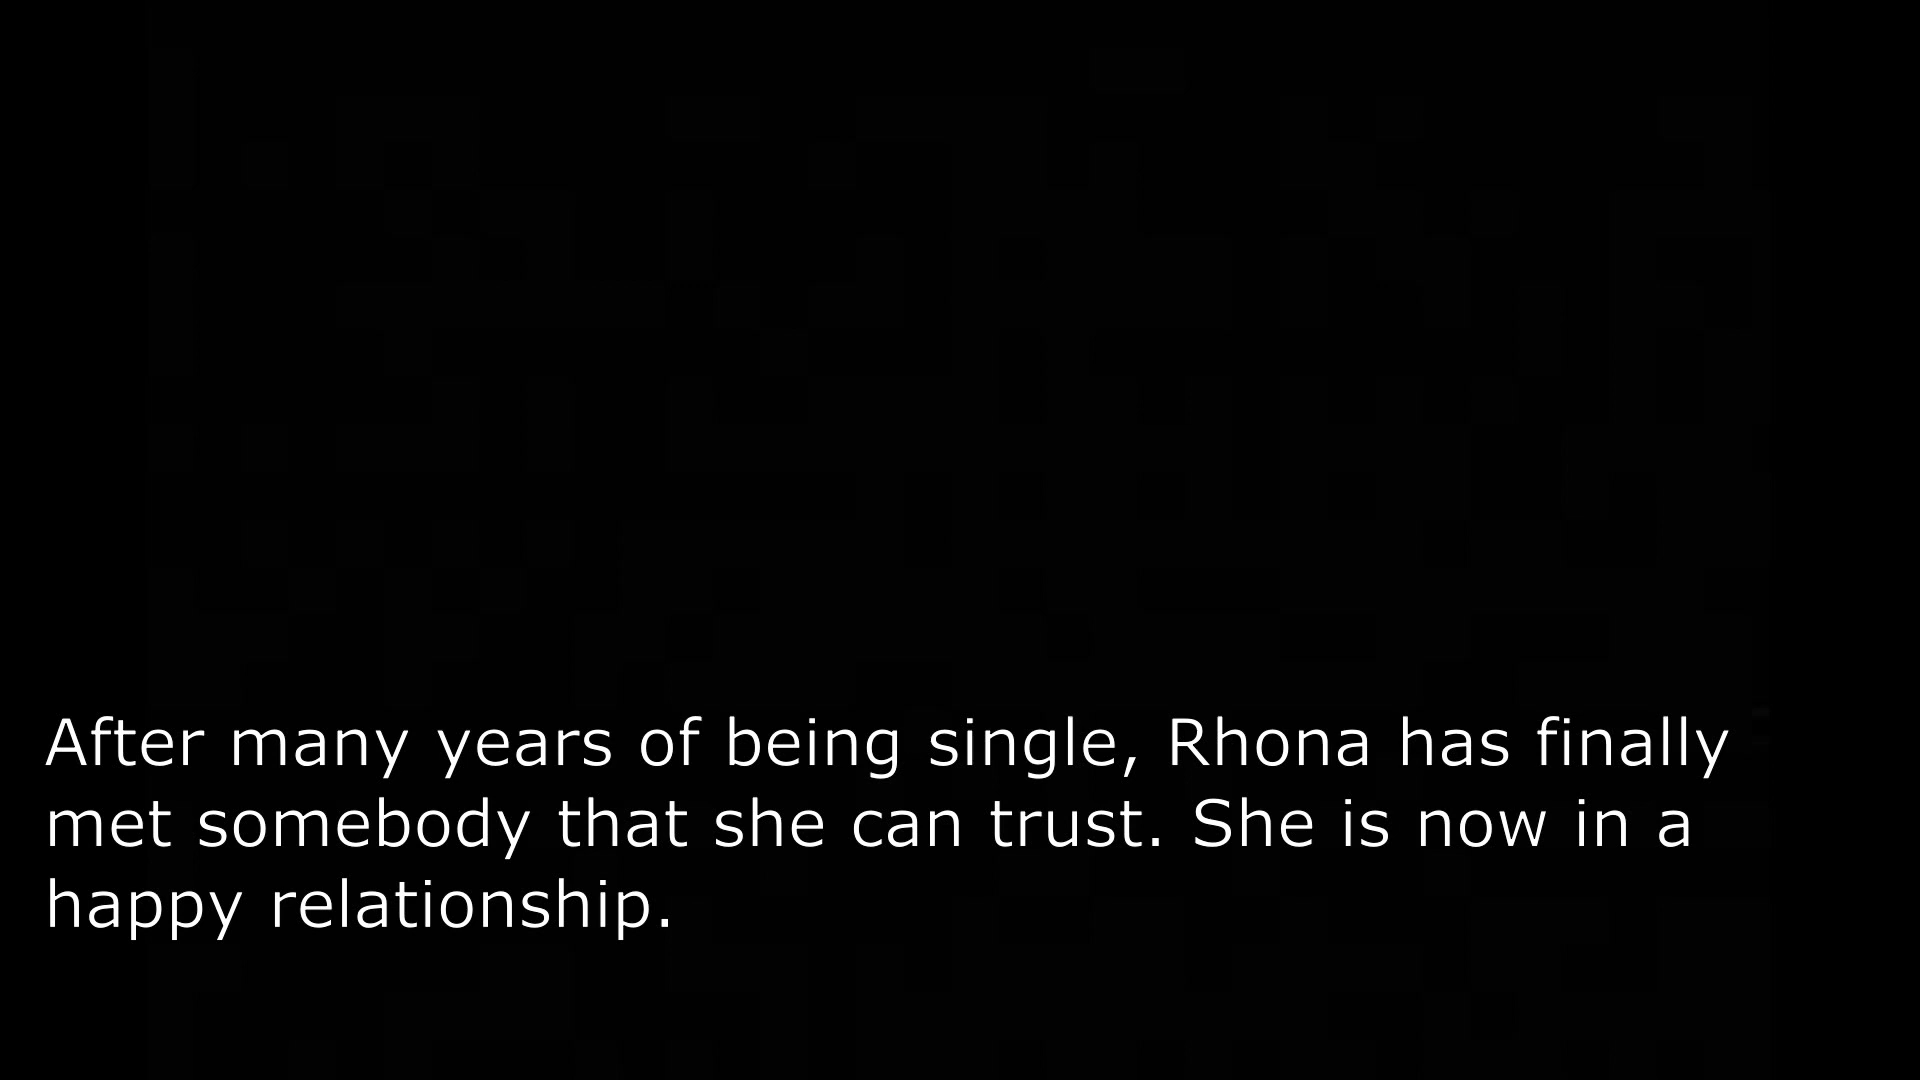 After many years of being single, Rhona has finally
met somebody that she can trust. She is now in a
happy relationship.